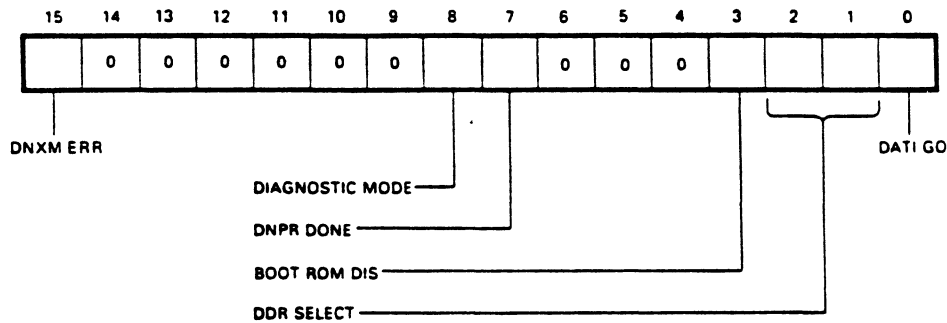 15 14 13 12 11 10 9 8 7 6 5 4 3 2 1 0
0 0 0 0 0 0 0 0 0
DNXM ERR DATI GO
DIAGNOSTIC MODE
DNPR DONE
BOOT ROM DIS
DDR SELECT